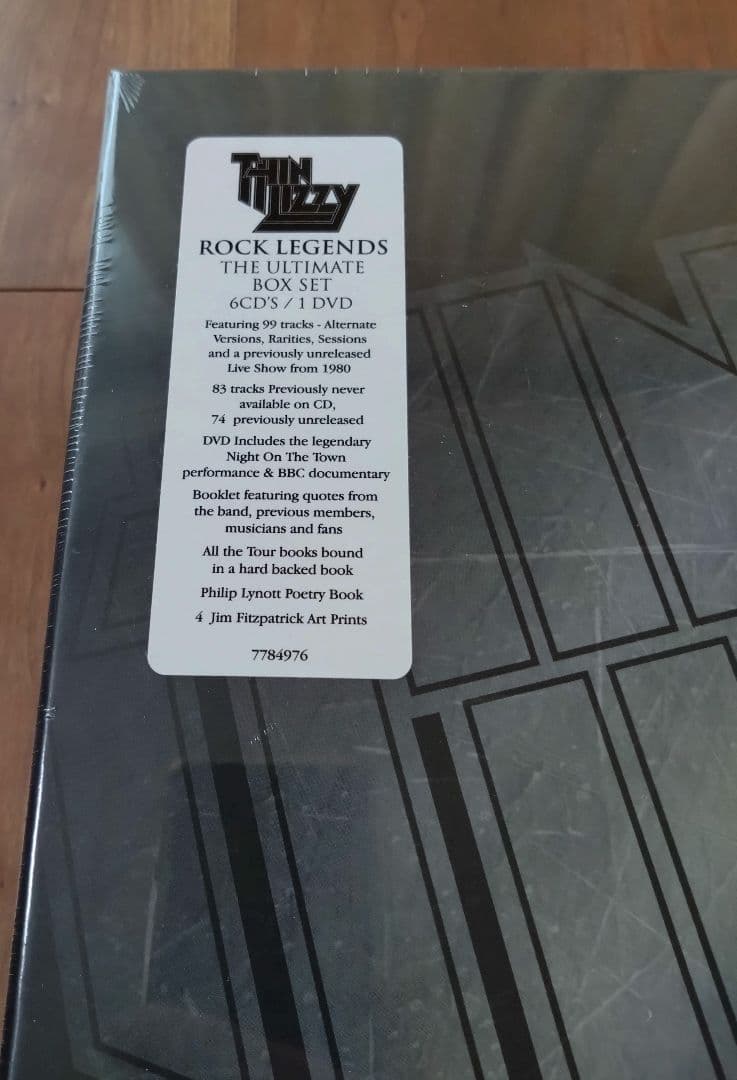 THIN
LIZZY
ROCK LEGENDS
THE ULTIMATE
BOX SET
6CD'S / 1 DVD
Featuring 99 tracks - Alternate
Versions, Rarities, Sessions
and a previously unreleased
Live Show from 1980
83 tracks Previously never
available on CD,
74 previously unreleased
DVD Includes the legendary
Night On The Town
performance & BBC documentary
Booklet featuring quotes from
the band, previous members,
musicians and fans
All the Tour books bound
in a hard backed book
Philip Lynott Poetry Book
4 Jim Fitzpatrick Art Prints
7784976